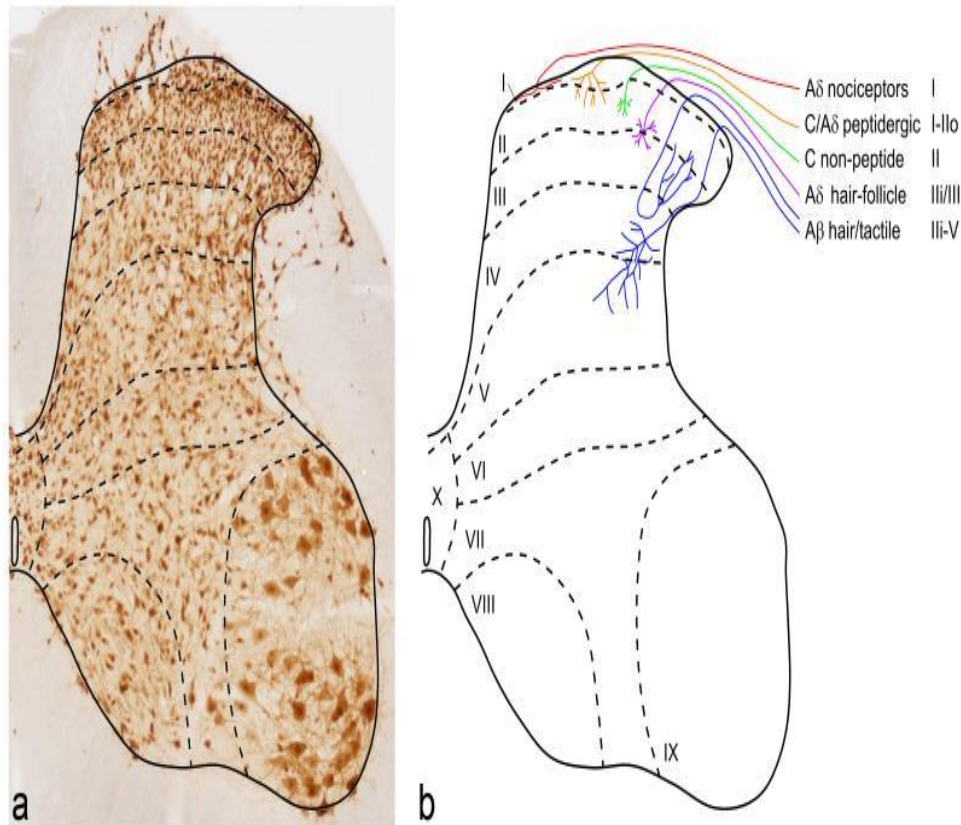 I
II
III
IV
V
VI
X
VII
VIII
IX
Aδ nociceptors I
C/Aδ peptidergic I-IIo
C non-peptide II
Aδ hair-follicle IIi/III
Aβ hair/tactile IIi-V
a
b